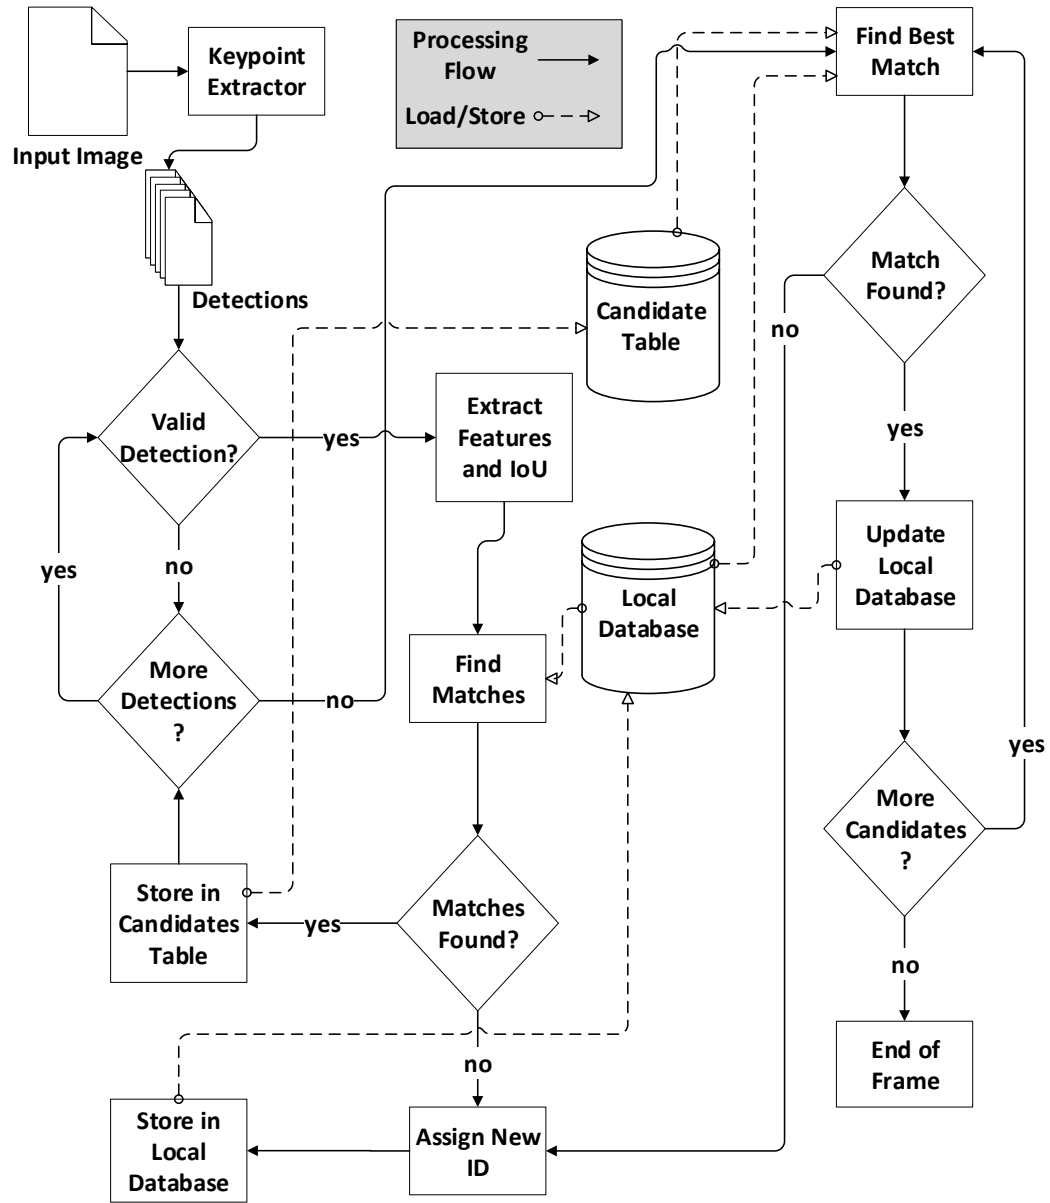 Input Image
Keypoint
Extractor
Processing
Flow
Load/Store
Find Best
Match
Detections
Candidate
Table
Match
Found?
no
yes
Valid
Detection?
yes
Extract
Features
and IoU
no
yes
Local
Database
Update
Local
Database
More
Detections
?
no
Find
Matches
yes
More
Candidates
?
Store in
Candidates
Table
yes
Matches
Found?
no
no
End of
Frame
Store in
Local
Database
Assign New
ID